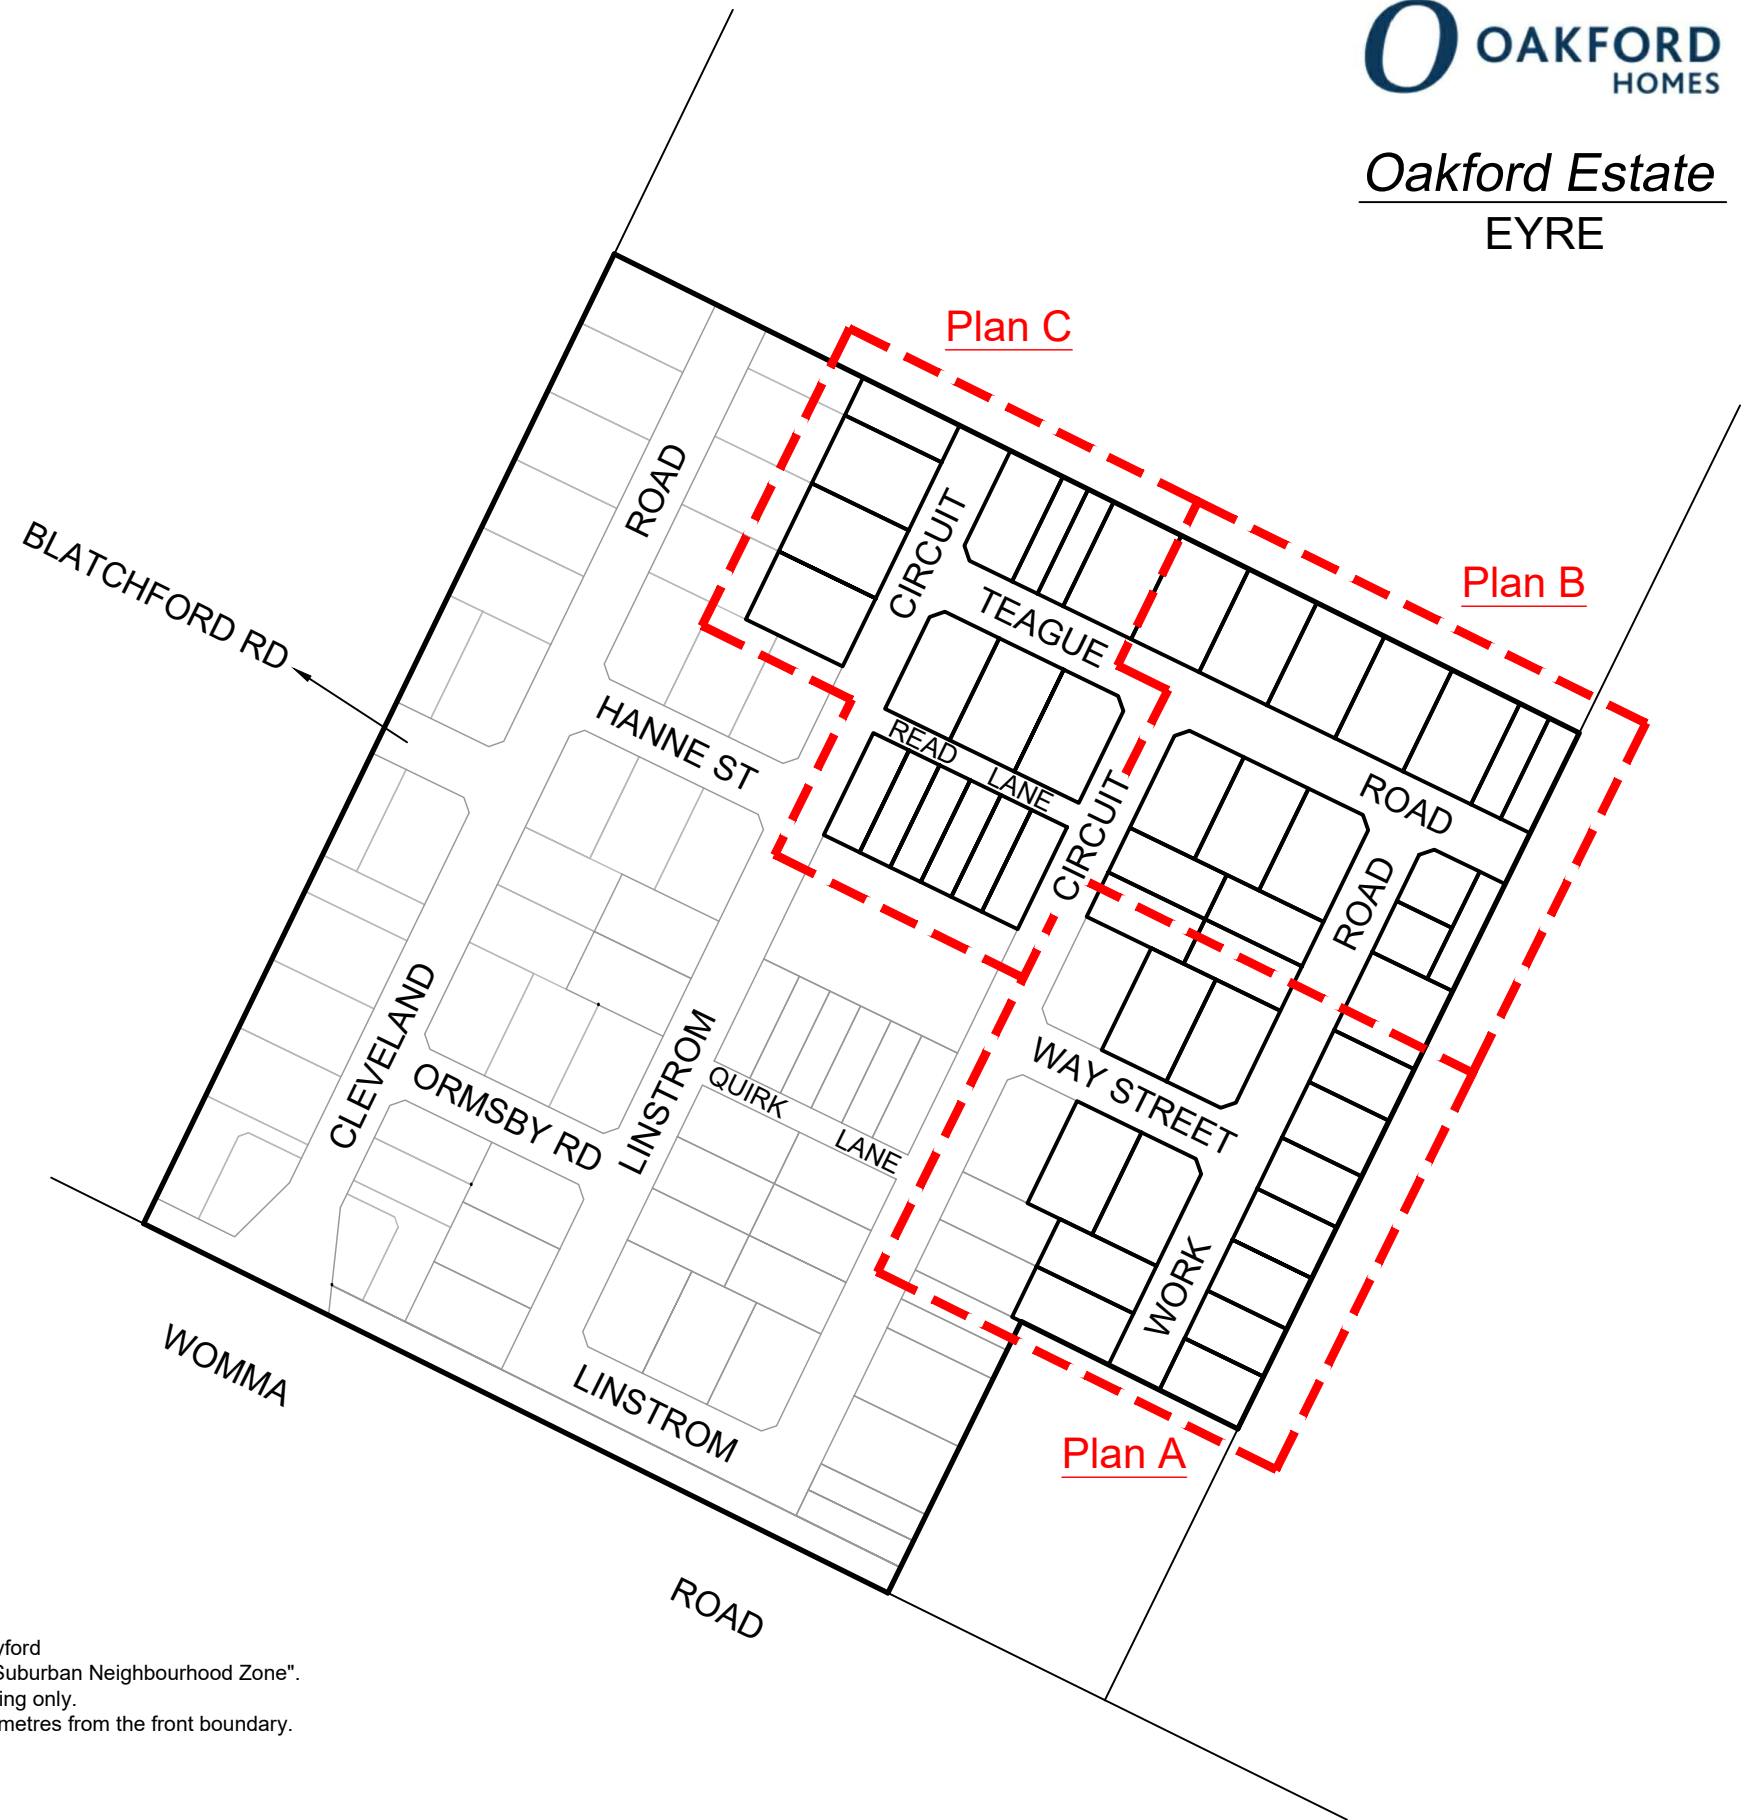 OAKFORD
HOMES
Oakford Estate
EYRE
Plan C
Plan B
ROAD
CIRCUIT
BLATCHFORD RD
TEAGUE
HANNE ST
READ
LANE
CIRCUIT
ROAD
ROAD
CLEVELAND
LINSTROM
WAY STREET
ORMSBY RD
QUIRK
LANE
WORK
WOMMA
LINSTROM
Plan A
ROAD
Suburban Neighbourhood Zone".
only.
metres from the front boundary.